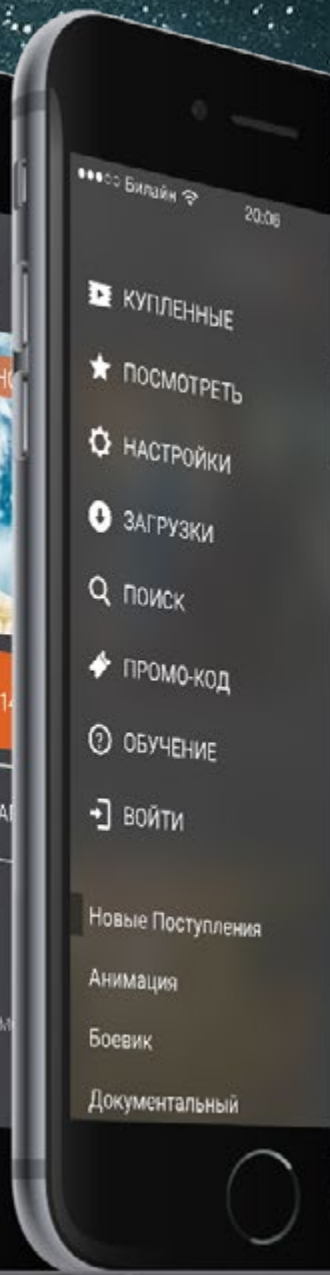 Билайн 20:06
КУПЛЕННЫЕ
ПОСМОТРЕТЬ
НАСТРОЙКИ
ЗАГРУЗКИ
ПОИСК
ПРОМО-КОД
ОБУЧЕНИЕ
ВОЙТИ
Новые Поступления
Анимация
Боевик
Документальный